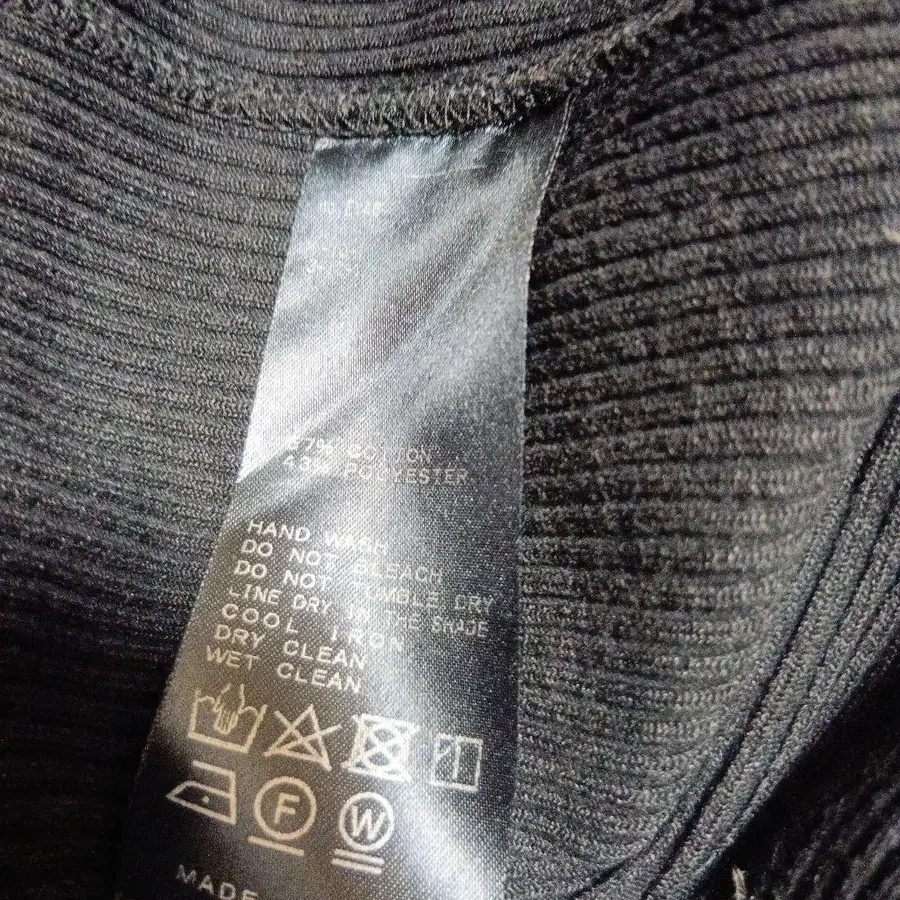 COTTON
43% POLYESTER
HAND WASH
DO NOT BLEACH
DO NOT TUMBLE DRY
LINE DRY IN THE SHADE
COOL IRON
DRY CLEAN
WET CLEAN
F W
MADE